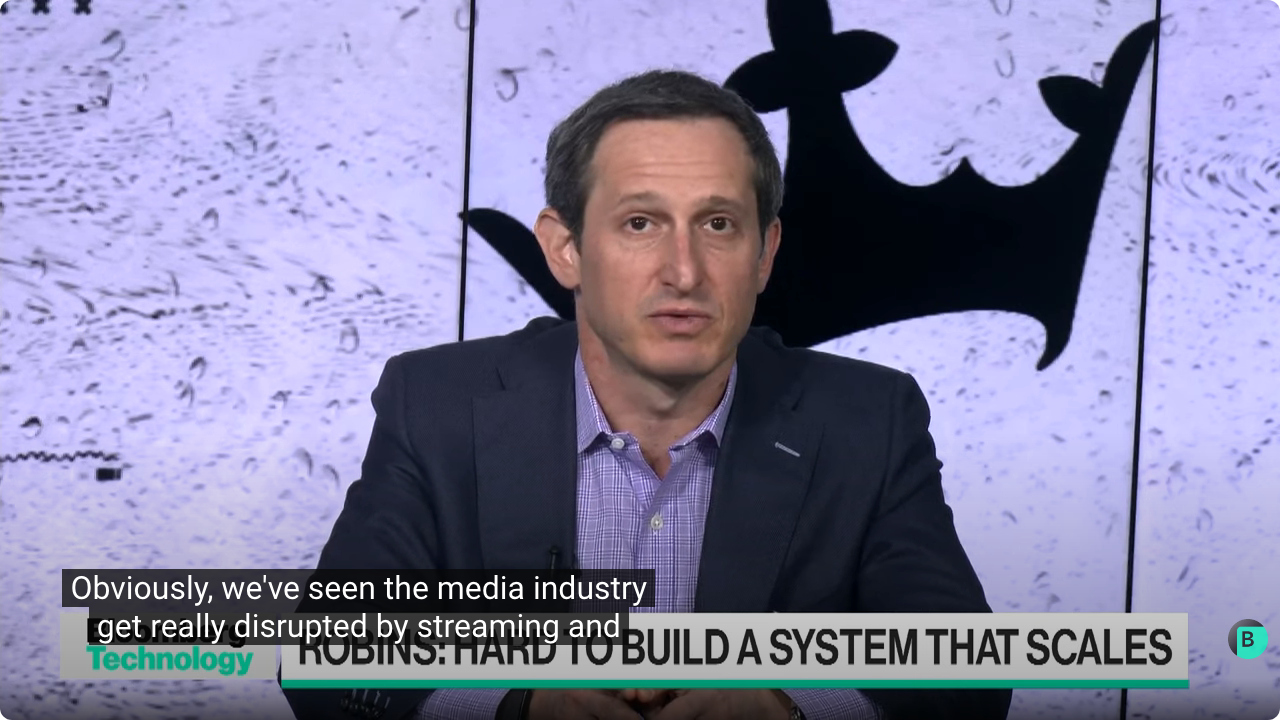 Obviously, we've seen the media industry
get really disrupted by streaming and
Bloomberg
Technology
ROBINS: HARD TO BUILD A SYSTEM THAT SCALES
B